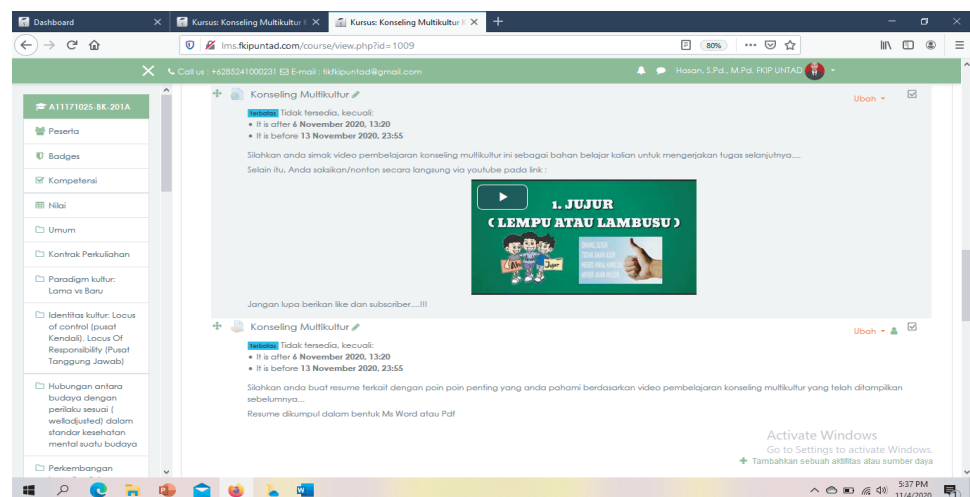 Dashboard
Kursus: Konseling Multikultur
Kursus: Konseling Multikultur
lms.fkipuntad.com/course/view.php?id=1009
80%
Call us : +6285241000231 E-mail : tikfkipuntad@gmail.com
Hasan, S.Pd., M.Pd. FKIP UNTAD
A11171025-BK-201A
Peserta
Badges
Kompetensi
Nilai
Umum
Kontrak Perkuliahan
Paradigm kultur:
Lama vs Baru
Identitas kultur: Locus
of control (pusat
Kendali). Locus Of
Responsibility (Pusat
Tanggung Jawab)
Hubungan antara
budaya dengan
perilaku sesuai (
welladjusted) dalam
standar kesehatan
mental suatu budaya
Perkembangan
Konseling Multikultur
Ubah
Terbatas Tidak tersedia, kecuali:
• It is after 6 November 2020, 13:20
• It is before 13 November 2020, 23:55
Silahkan anda simak video pembelajaran konseling multikultur ini sebagai bahan belajar kalian untuk mengerjakan tugas selanjutnya....
Selain itu, Anda saksikan/nonton secara langsung via youtube pada link :
1. JUJUR
( LEMPU ATAU LAMBUSU )
Jangan lupa berikan like dan subscriber....!!!
Konseling Multikultur
Ubah
Terbatas Tidak tersedia, kecuali:
• It is after 6 November 2020, 13:20
• It is before 13 November 2020, 23:55
Silahkan anda buat resume terkait dengan poin poin penting yang anda pahami berdasarkan video pembelajaran konseling multikultur yang telah ditampilkan
sebelumnya...
Resume dikumpul dalam bentuk Ms Word atau Pdf
Activate Windows
Go to Settings to activate Windows.
Tambahkan sebuah aktifitas atau sumber daya
5:37 PM
11/4/2020